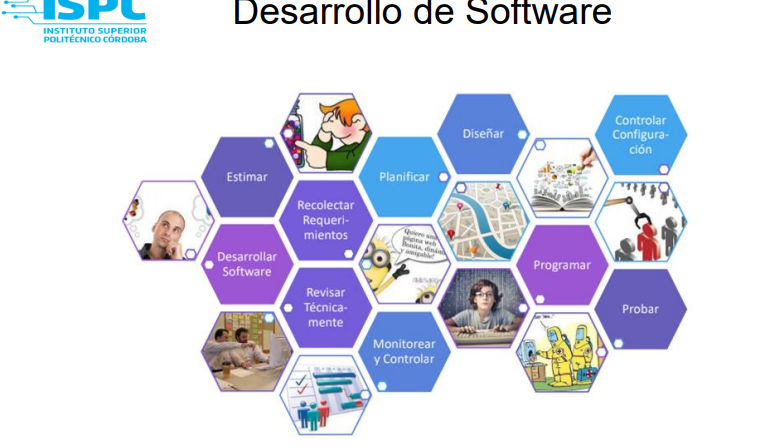 ISPC
INSTITUTO SUPERIOR
POLITÉCNICO CÓRDOBA
Desarrollo de Software
Estimar
Recolectar
Requeri-
mientos
Desarrollar
Software
Revisar
Técnica-
mente
Planificar
Quiero una
página web
Bonita, dinámica
y amigable!
Monitorear
y Controlar
Diseñar
Programar
Controlar
Configura-
ción
Probar